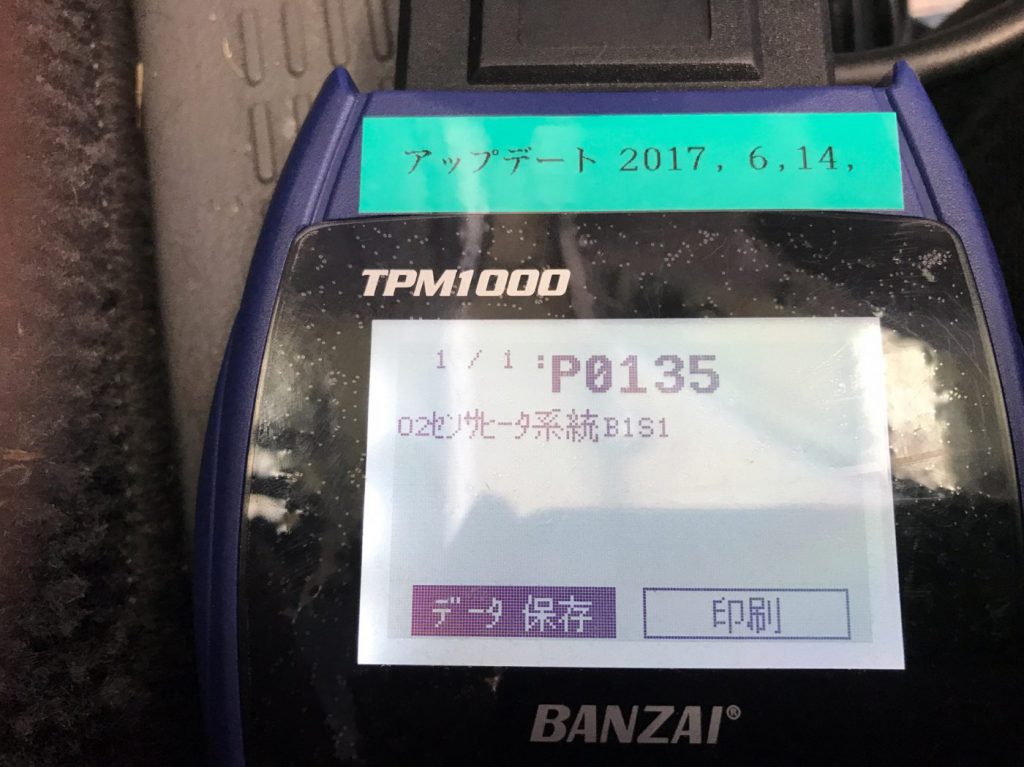 アップデート 2017, 6,14,
TPM1000
1 / 1 :P0135
O2ｾﾝｻﾋｰﾀ系統B1S1
データ 保存
印刷
BANZAI®